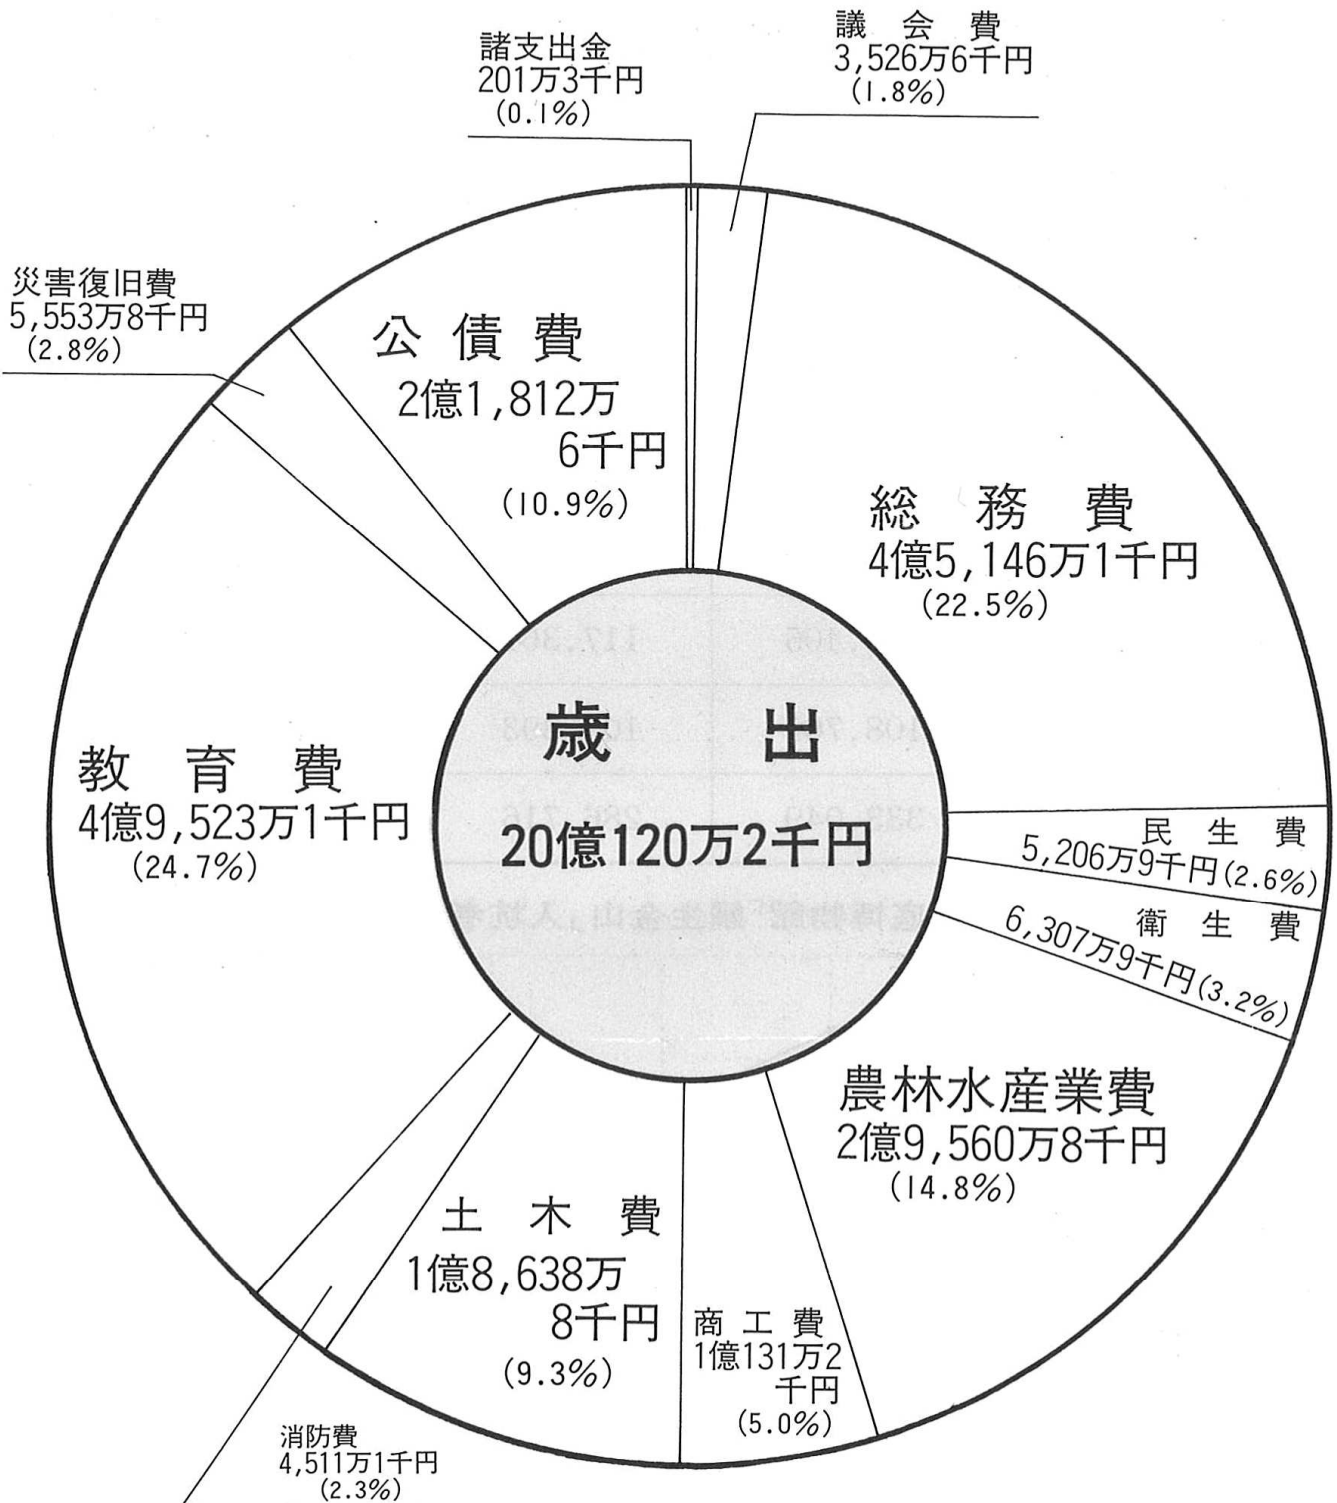 諸支出金
201万3千円
(0.1%)
議会費
3,526万6千円
(1.8%)
災害復旧費
5,553万8千円
(2.8%)
公債費
2億1,812万
6千円
(10.9%)
総務費
4億5,146万1千円
(22.5%)
歳出
20億120万2千円
教育費
4億9,523万1千円
(24.7%)
民生費
5,206万9千円(2.6%)
衛生費
6,307万9千円(3.2%)
農林水産業費
2億9,560万8千円
(14.8%)
土木費
1億8,638万
8千円
(9.3%)
商工費
1億131万2
千円
(5.0%)
消防費
4,511万1千円
(2.3%)